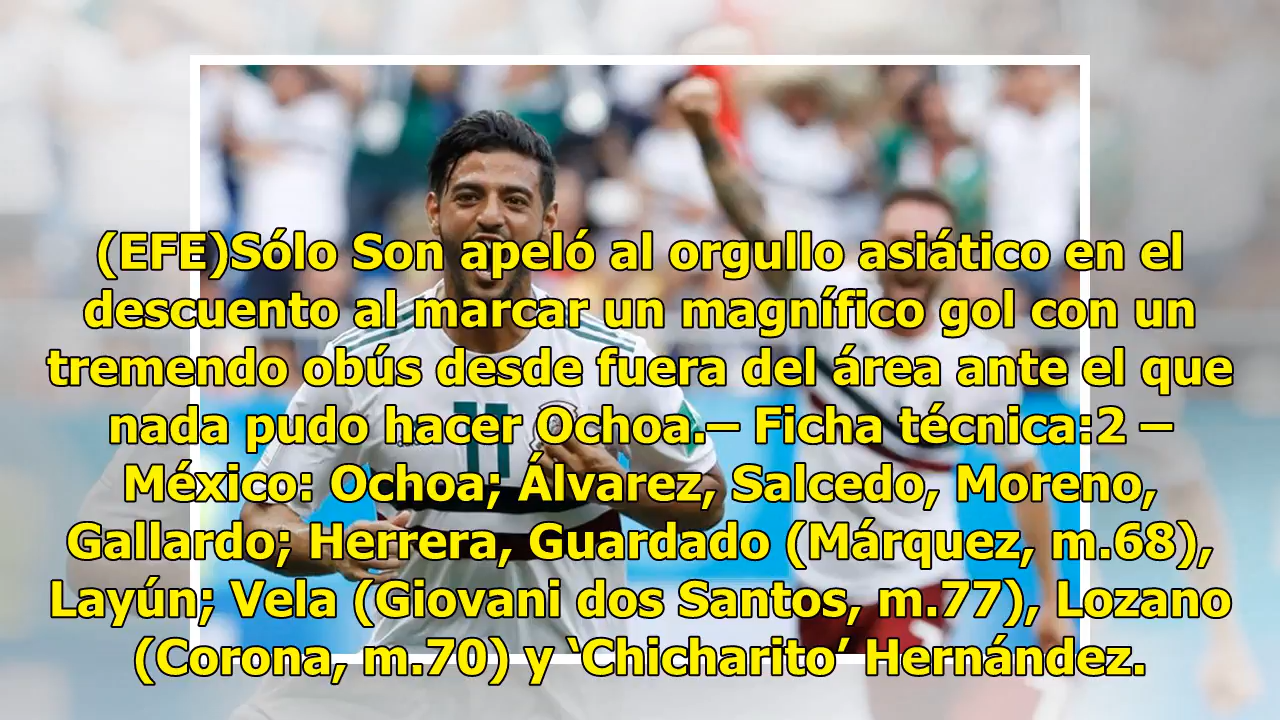 (EFE)Sólo Son apeló al orgullo asiático en el
descuento al marcar un magnífico gol con un
tremendo obús desde fuera del área ante el que
nada pudo hacer Ochoa.– Ficha técnica:2 –
México: Ochoa; Álvarez, Salcedo, Moreno,
Gallardo; Herrera, Guardado (Márquez, m.68),
Layún; Vela (Giovani dos Santos, m.77), Lozano
(Corona, m.70) y ‘Chicharito’ Hernández.
11